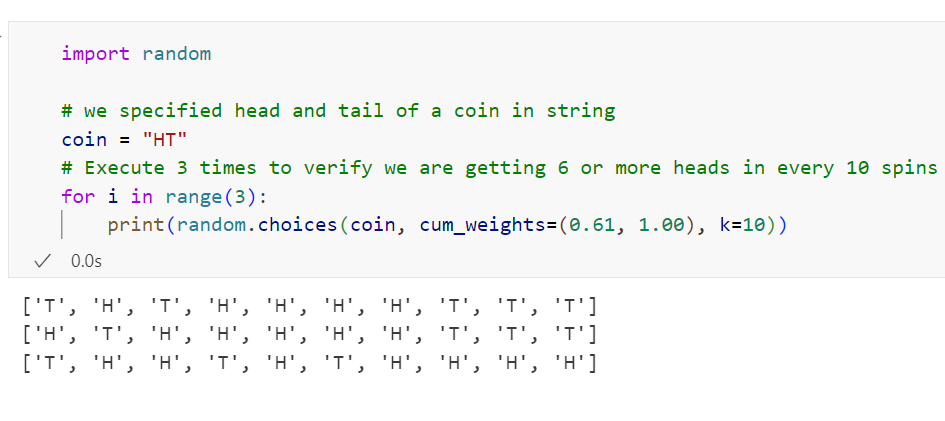 import random
# we specified head and tail of a coin in string
coin = "HT"
# Execute 3 times to verify we are getting 6 or more heads in every 10 spins
for i in range(3):
    print(random.choices(coin, cum_weights=(0.61, 1.00), k=10))
0.0s
['T', 'H', 'T', 'H', 'H', 'H', 'H', 'T', 'T', 'T']
['H', 'T', 'H', 'H', 'H', 'H', 'H', 'T', 'T', 'T']
['T', 'H', 'H', 'T', 'H', 'T', 'H', 'H', 'H', 'H']